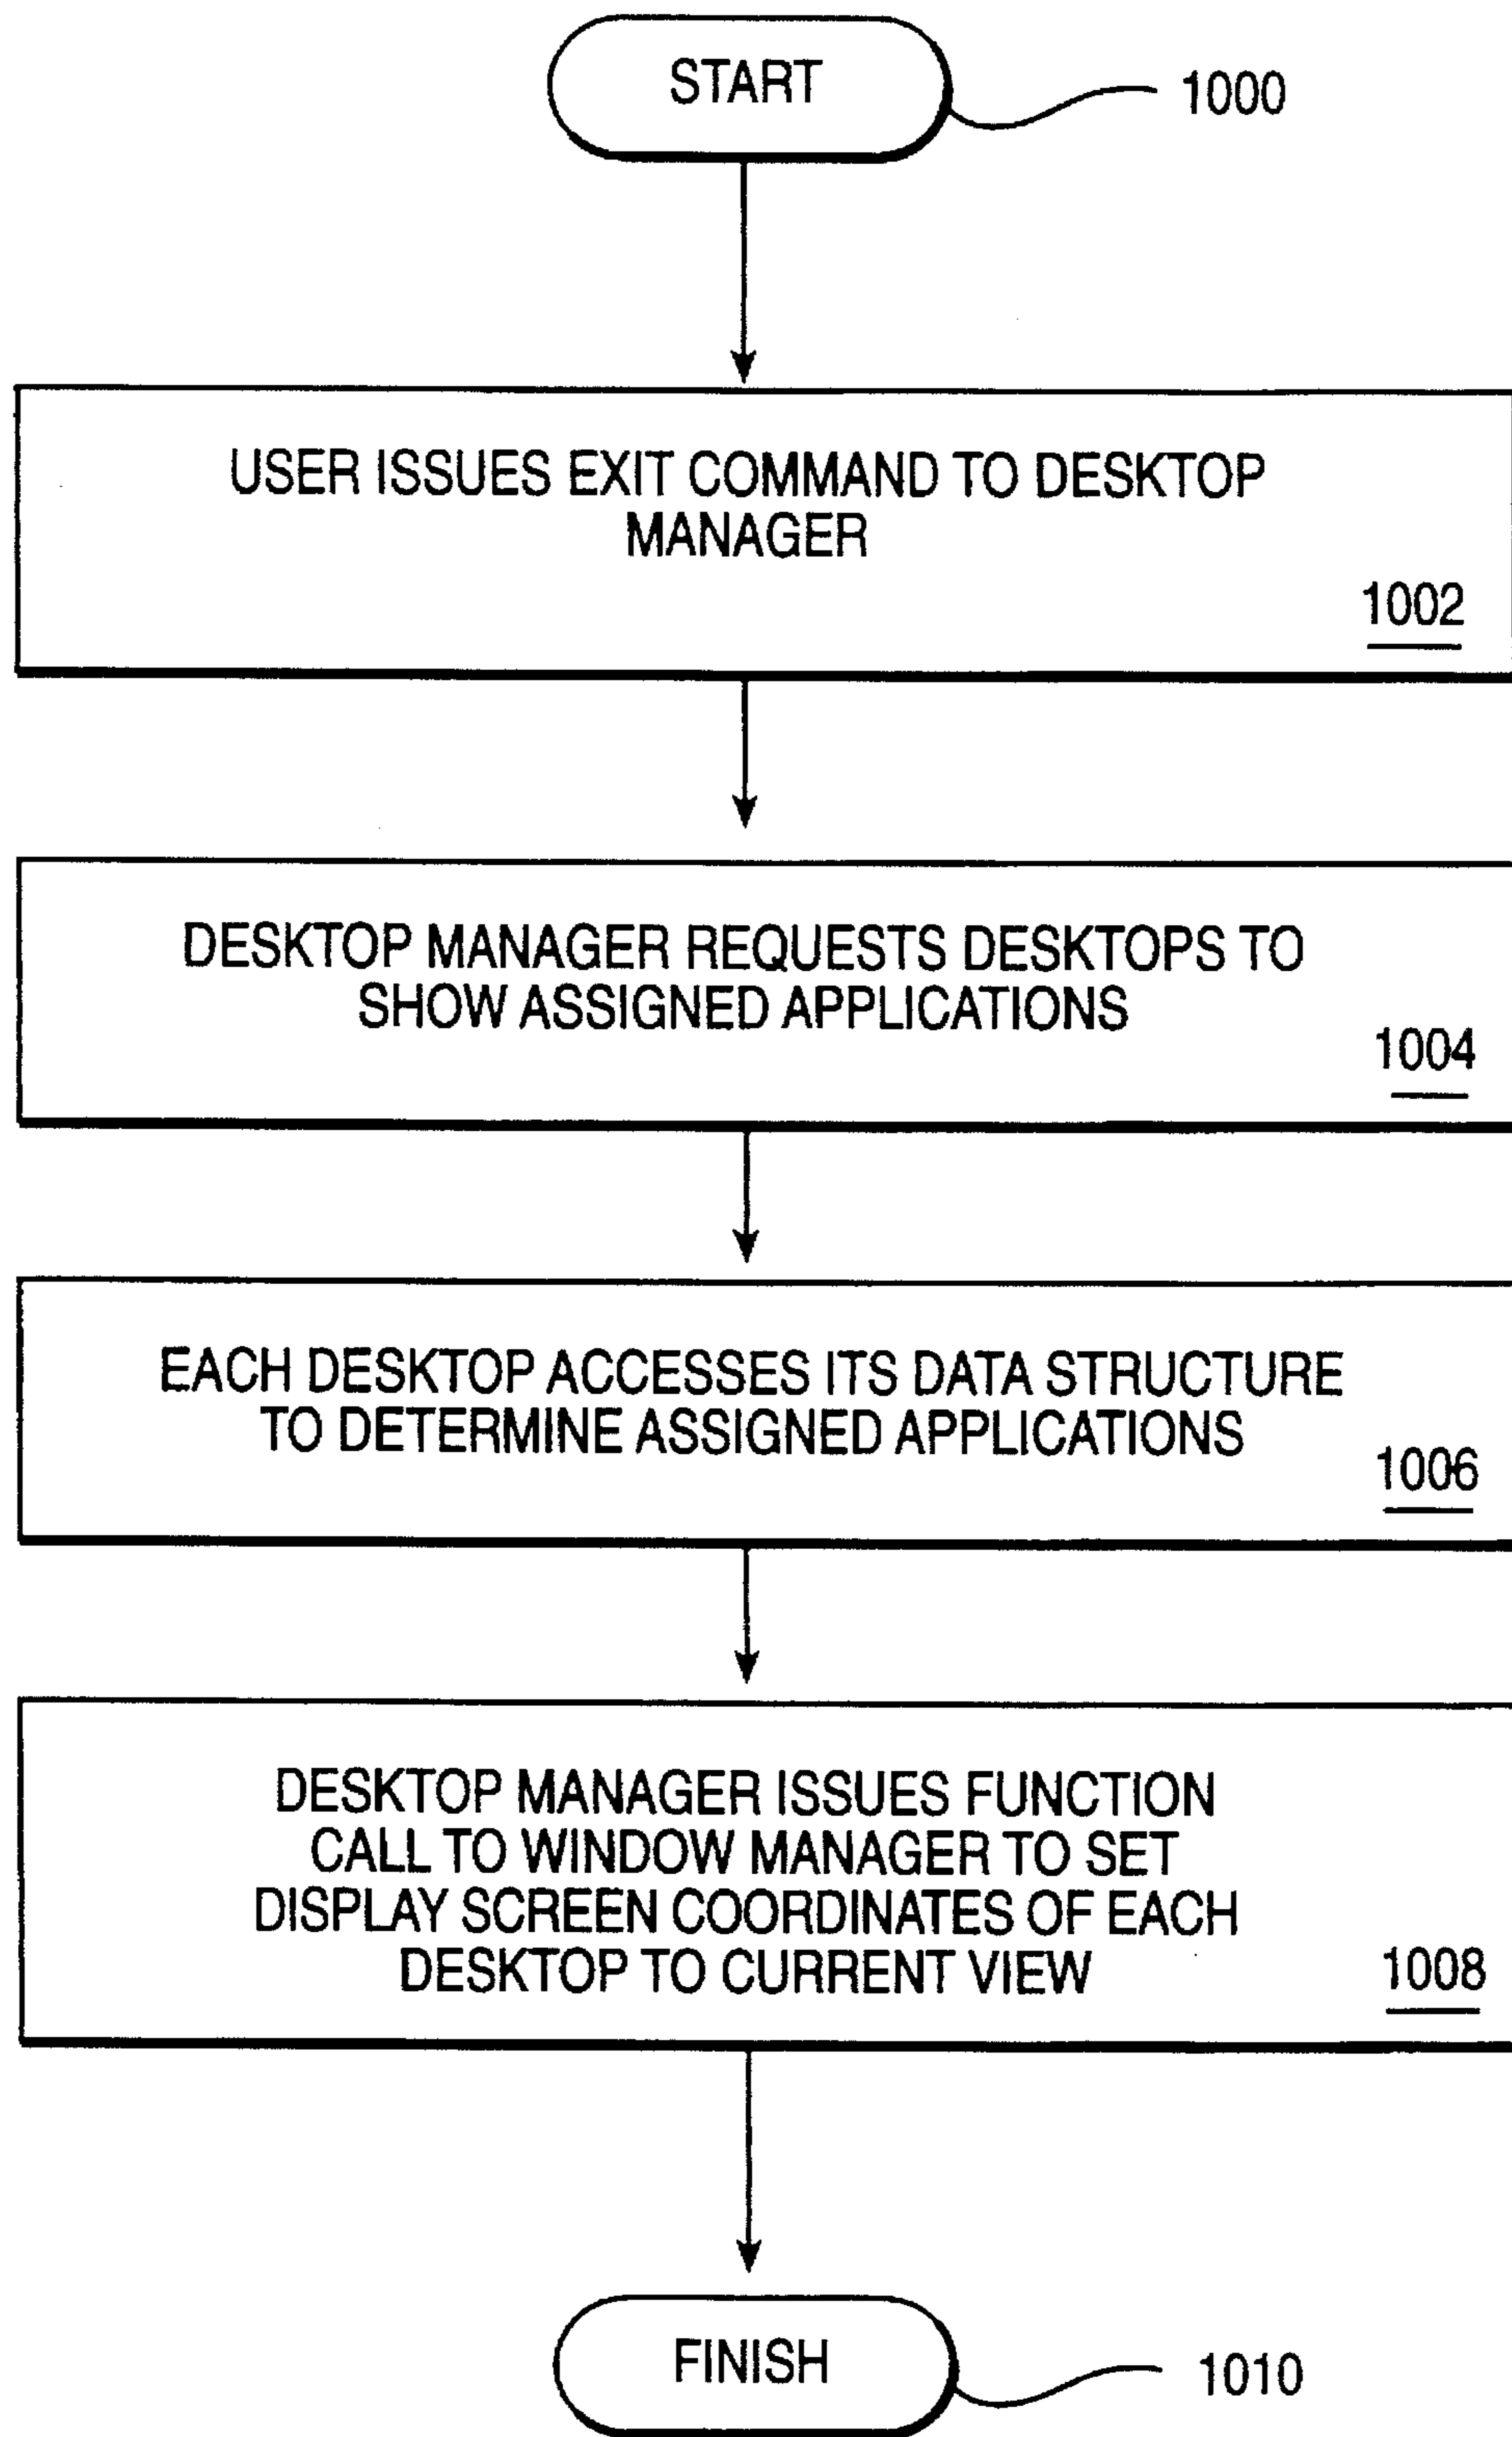 START
1000
USER ISSUES EXIT COMMAND TO DESKTOP
MANAGER
1002
DESKTOP MANAGER REQUESTS DESKTOPS TO
SHOW ASSIGNED APPLICATIONS
1004
EACH DESKTOP ACCESSES ITS DATA STRUCTURE
TO DETERMINE ASSIGNED APPLICATIONS
1006
DESKTOP MANAGER ISSUES FUNCTION
CALL TO WINDOW MANAGER TO SET
DISPLAY SCREEN COORDINATES OF EACH
DESKTOP TO CURRENT VIEW
1008
FINISH
1010